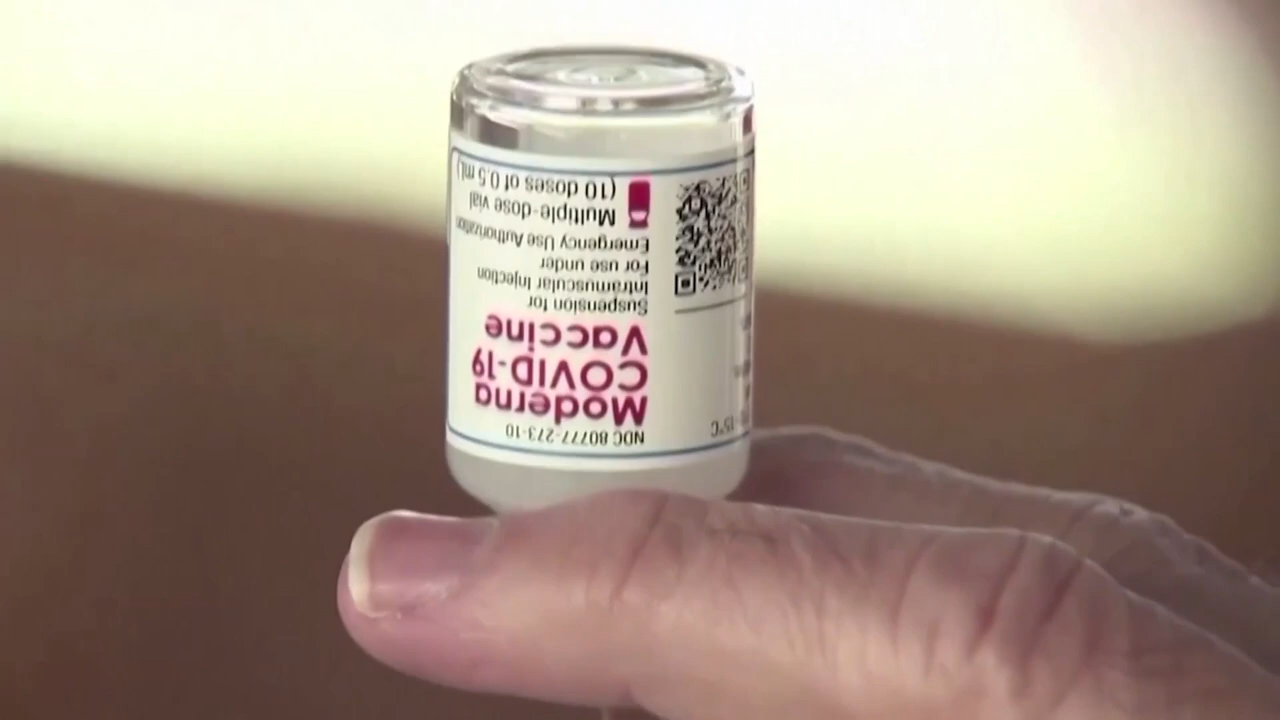 NDC 80777-273-10
Moderna
COVID-19
Vaccine
Suspension for
Intramuscular Injection
For use under
Emergency Use Authorization
Multiple-dose vial
(10 doses of 0.5 mL)
-15°C